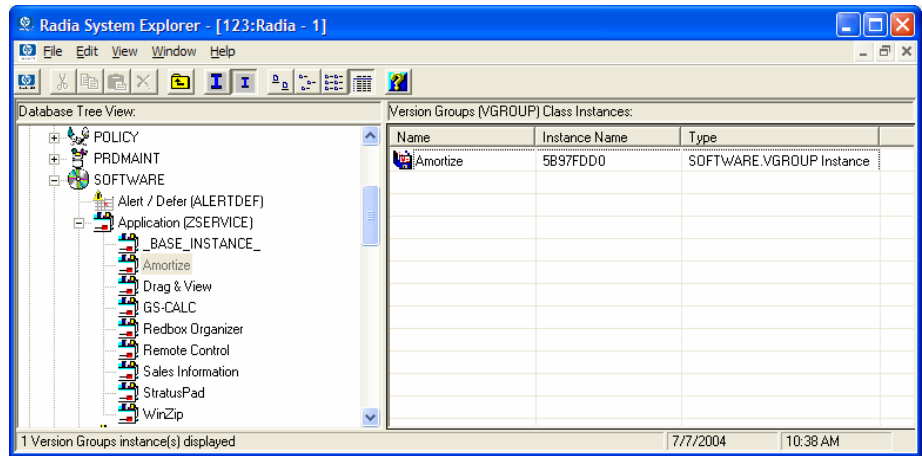 Radia System Explorer - [123:Radia - 1]
File Edit View Window Help
Database Tree View:
POLICY
PRDMAINT
SOFTWARE
Alert / Defer (ALERTDEF)
Application (ZSERVICE)
_BASE_INSTANCE_
Amortize
Drag & View
GS-CALC
Redbox Organizer
Remote Control
Sales Information
StratusPad
WinZip
Version Groups (VGROUP) Class Instances:
Name Instance Name Type
Amortize 5B97FDD0 SOFTWARE.VGROUP Instance
1 Version Groups instance(s) displayed 7/7/2004 10:38 AM